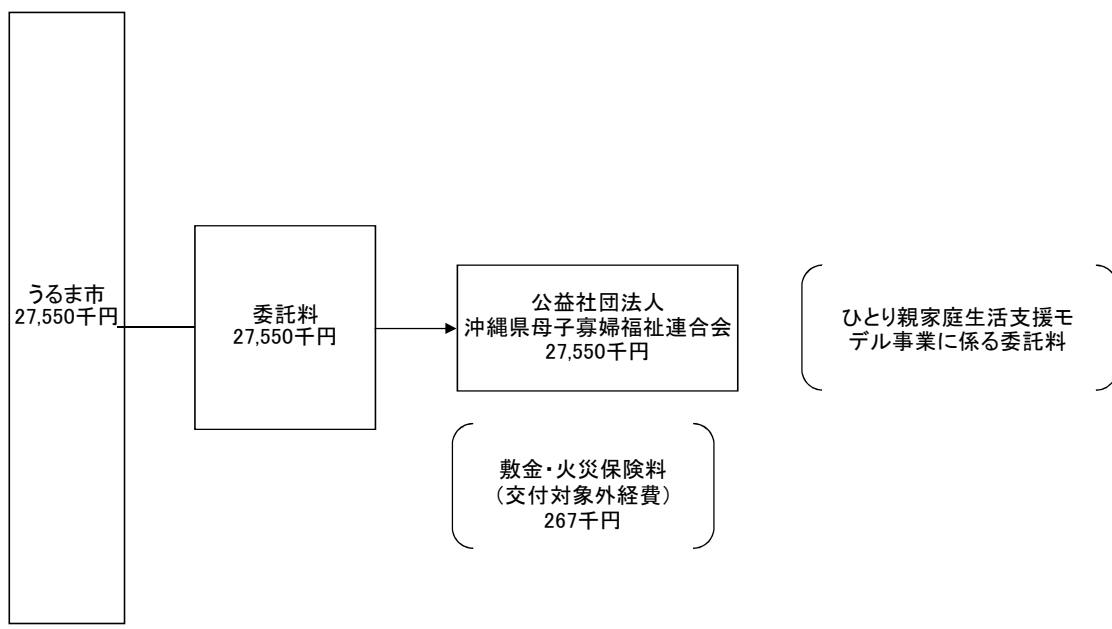 うるま市
27,550千円
委託料
27,550千円
公益社団法人
沖縄県母子寡婦福祉連合会
27,550千円
ひとり親家庭生活支援モ
デル事業に係る委託料
敷金・火災保険料
（交付対象外経費）
267千円